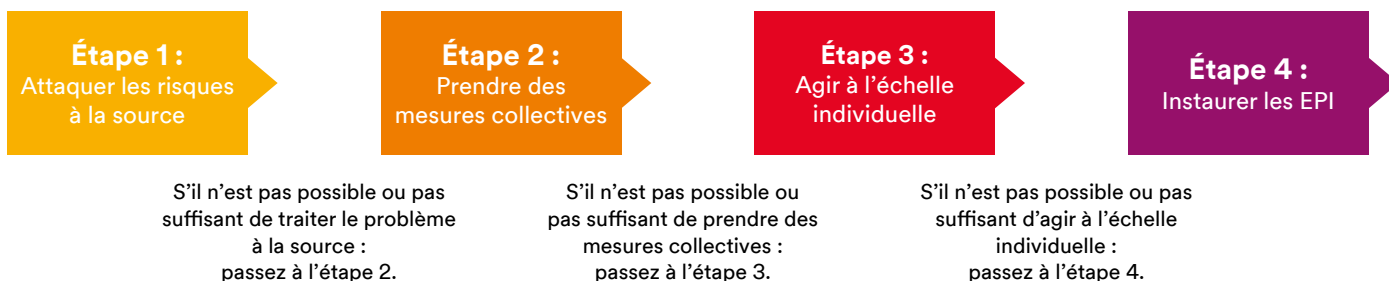 Étape 1 :
Attaquer les risques
à la source
Étape 2 :
Prendre des
mesures collectives
Étape 3 :
Agir à l’échelle
individuelle
Étape 4 :
Instaurer les EPI
S’il n’est pas possible ou pas
suffisant de traiter le problème
à la source :
passez à l’étape 2.
S’il n’est pas possible ou
pas suffisant de prendre des
mesures collectives :
passez à l’étape 3.
S’il n’est pas possible ou pas
suffisant d’agir à l’échelle
individuelle :
passez à l’étape 4.